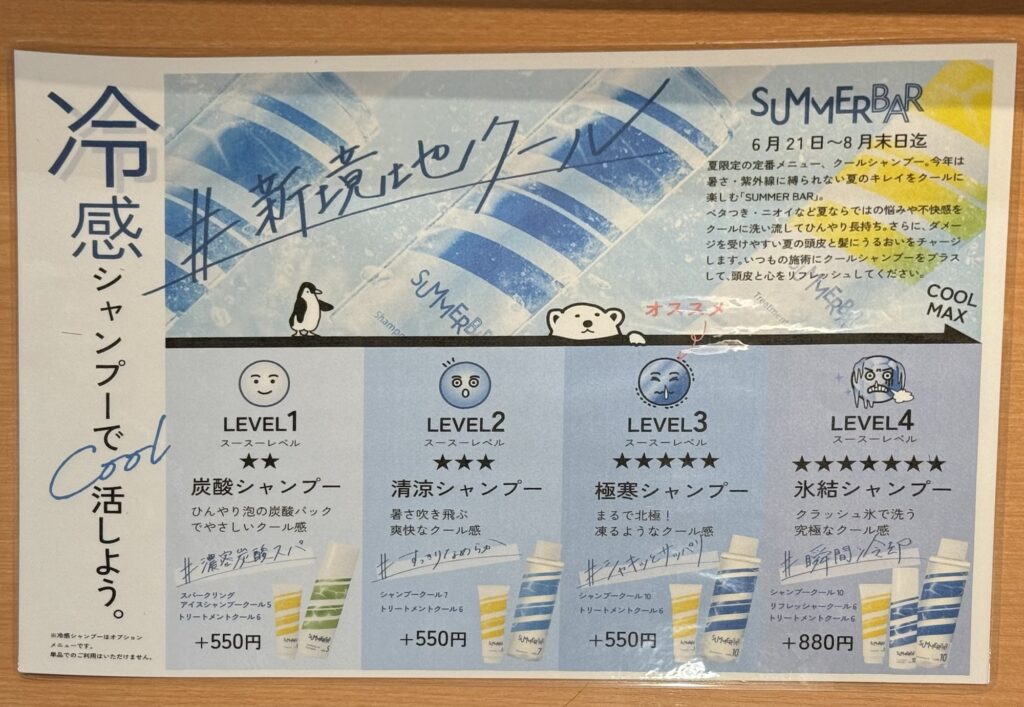 冷感シャンプーで
Cool活しよう。
※冷感シャンプーはオプション
メニューです。
単品でのご利用はいただけません。
#新境地クール
SUMMERBAR
6月21日〜8月末日迄
夏限定の定番メニュー、クールシャンプー。今年は
暑さ・紫外線に縛られない夏のキレイをクールに
楽しむ「SUMMER BAR」。
ベタつき・ニオイなど夏ならではの悩みや不快感を
クールに洗い流してひんやり長持ち。さらに、ダメー
ジを受けやすい夏の頭皮と髪にうるおいをチャージ
します。いつもの施術にクールシャンプーをプラス
して、頭皮と心をリフレッシュしてください。
SUMMERBAR
オススメ
Treatment
COOL
MAX
LEVEL1
スースーレベル
★★
炭酸シャンプー
ひんやり泡の炭酸パック
でやさしいクール感
#濃密炭酸スパ
スパークリング
アイスシャンプークール5
トリートメントクール6
+550円
LEVEL2
スースーレベル
★★★
清涼シャンプー
暑さ吹き飛ぶ
爽快なクール感
#すっきりなめらか
シャンプークール7
トリートメントクール6
+550円
LEVEL3
スースーレベル
★★★★★
極寒シャンプー
まるで北極!
凍るようなクール感
#シャキッとサッパリ
シャンプークール10
トリートメントクール6
+550円
LEVEL4
スースーレベル
★★★★★★★
氷結シャンプー
クラッシュ氷で洗う
究極なクール感
#瞬間冷却
シャンプークール10
リフレッシャークール6
トリートメントクール6
+880円